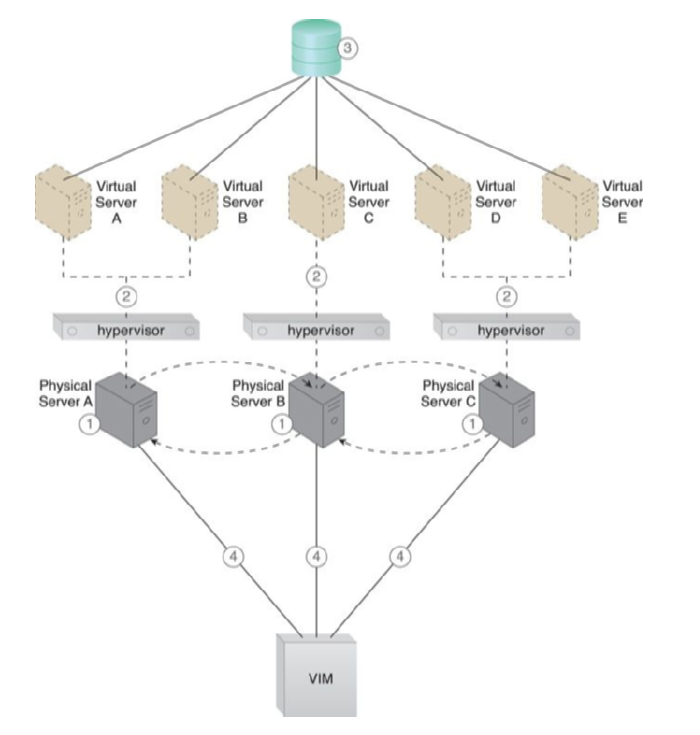 3
Virtual
Server
A
Virtual
Server
B
Virtual
Server
C
Virtual
Server
D
Virtual
Server
E
2
2
2
hypervisor
hypervisor
hypervisor
Physical
Server A
1
Physical
Server B
1
Physical
Server C
1
4
4
4
VIM